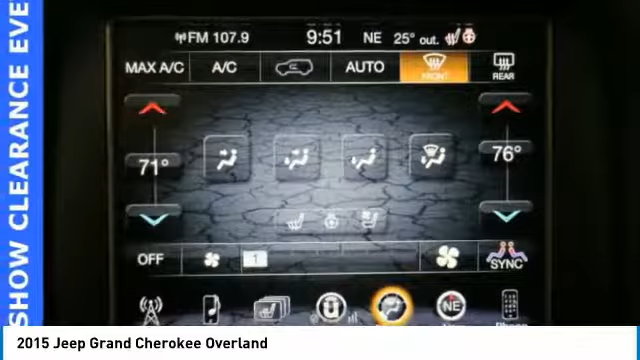 SHOW CLEARANCE EVE
FM 107.9 9:51 NE 25° out.
MAX A/C A/C AUTO FRONT REAR
71° 76°
OFF 1 SYNC
NE
2015 Jeep Grand Cherokee Overland